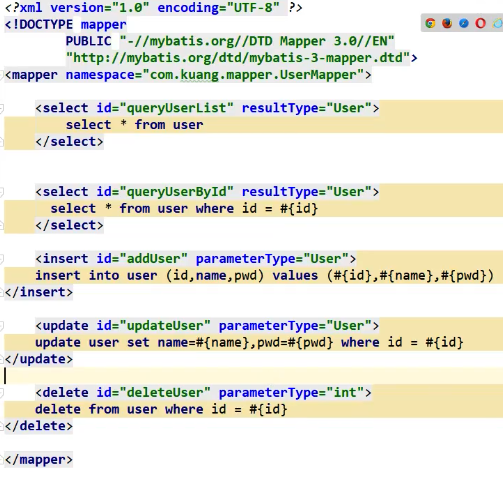 <?xml version="1.0" encoding="UTF-8" ?>
<!DOCTYPE mapper
        PUBLIC "-//mybatis.org//DTD Mapper 3.0//EN"
        "http://mybatis.org/dtd/mybatis-3-mapper.dtd">
<mapper namespace="com.kuang.mapper.UserMapper">
    <select id="queryUserList" resultType="User">
        select * from user
    </select>
    <select id="queryUserById" resultType="User">
      select * from user where id = #{id}
    </select>
    <insert id="addUser" parameterType="User">
    insert into user (id,name,pwd) values (#{id},#{name},#{pwd})
</insert>
    <update id="updateUser" parameterType="User">
    update user set name=#{name},pwd=#{pwd} where id = #{id}
</update>
    <delete id="deleteUser" parameterType="int">
    delete from user where id = #{id}
</delete>
</mapper>